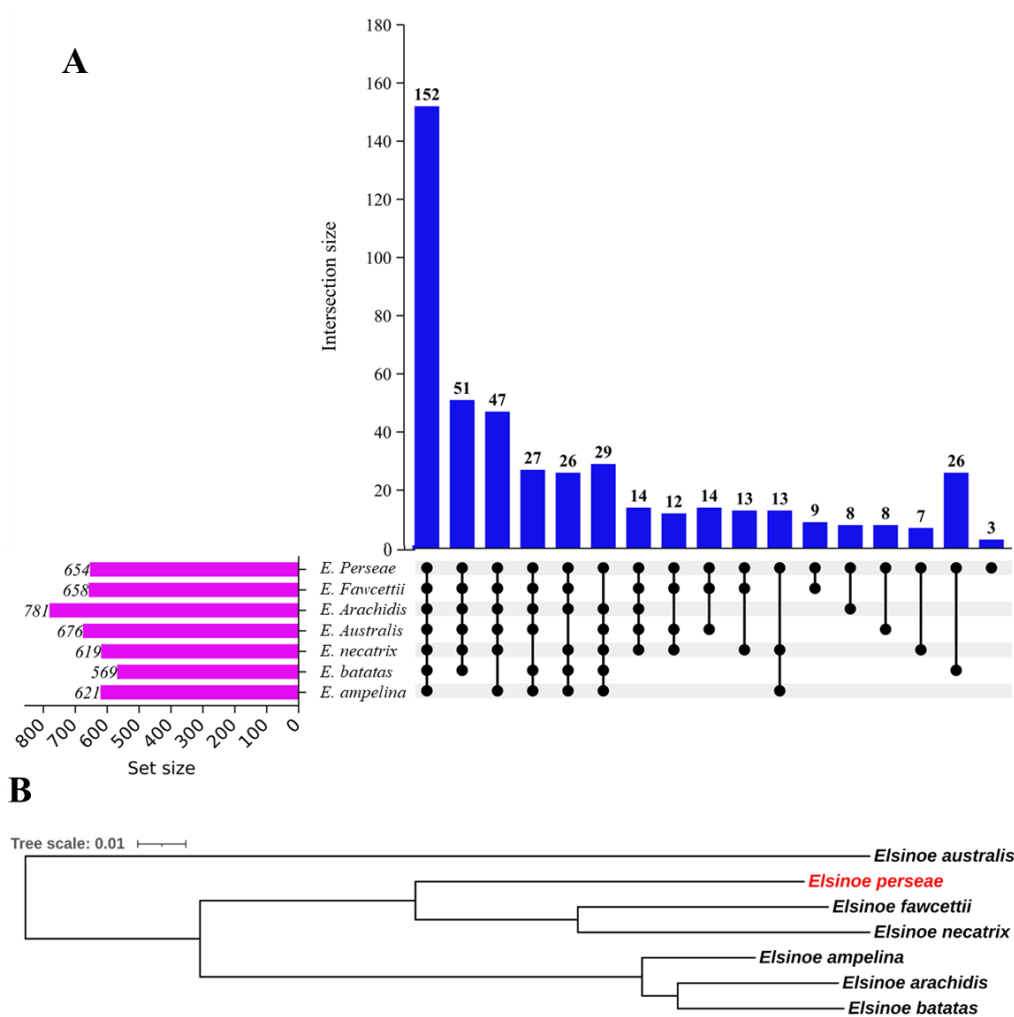 A
180
160
140
120
100
80
60
40
20
0
Intersection size
152
51
47
27
26
29
14
12
14
13
13
9
8
8
7
26
3
654 E. Perseae
658 E. Fawcettii
781 E. Arachidis
676 E. Australis
619 E. necatrix
569 E. batatas
621 E. ampelina
800 700 600 500 400 300 200 100 0
Set size
B
Tree scale: 0.01
Elsinoe australis
Elsinoe perseae
Elsinoe fawcettii
Elsinoe necatrix
Elsinoe ampelina
Elsinoe arachidis
Elsinoe batatas